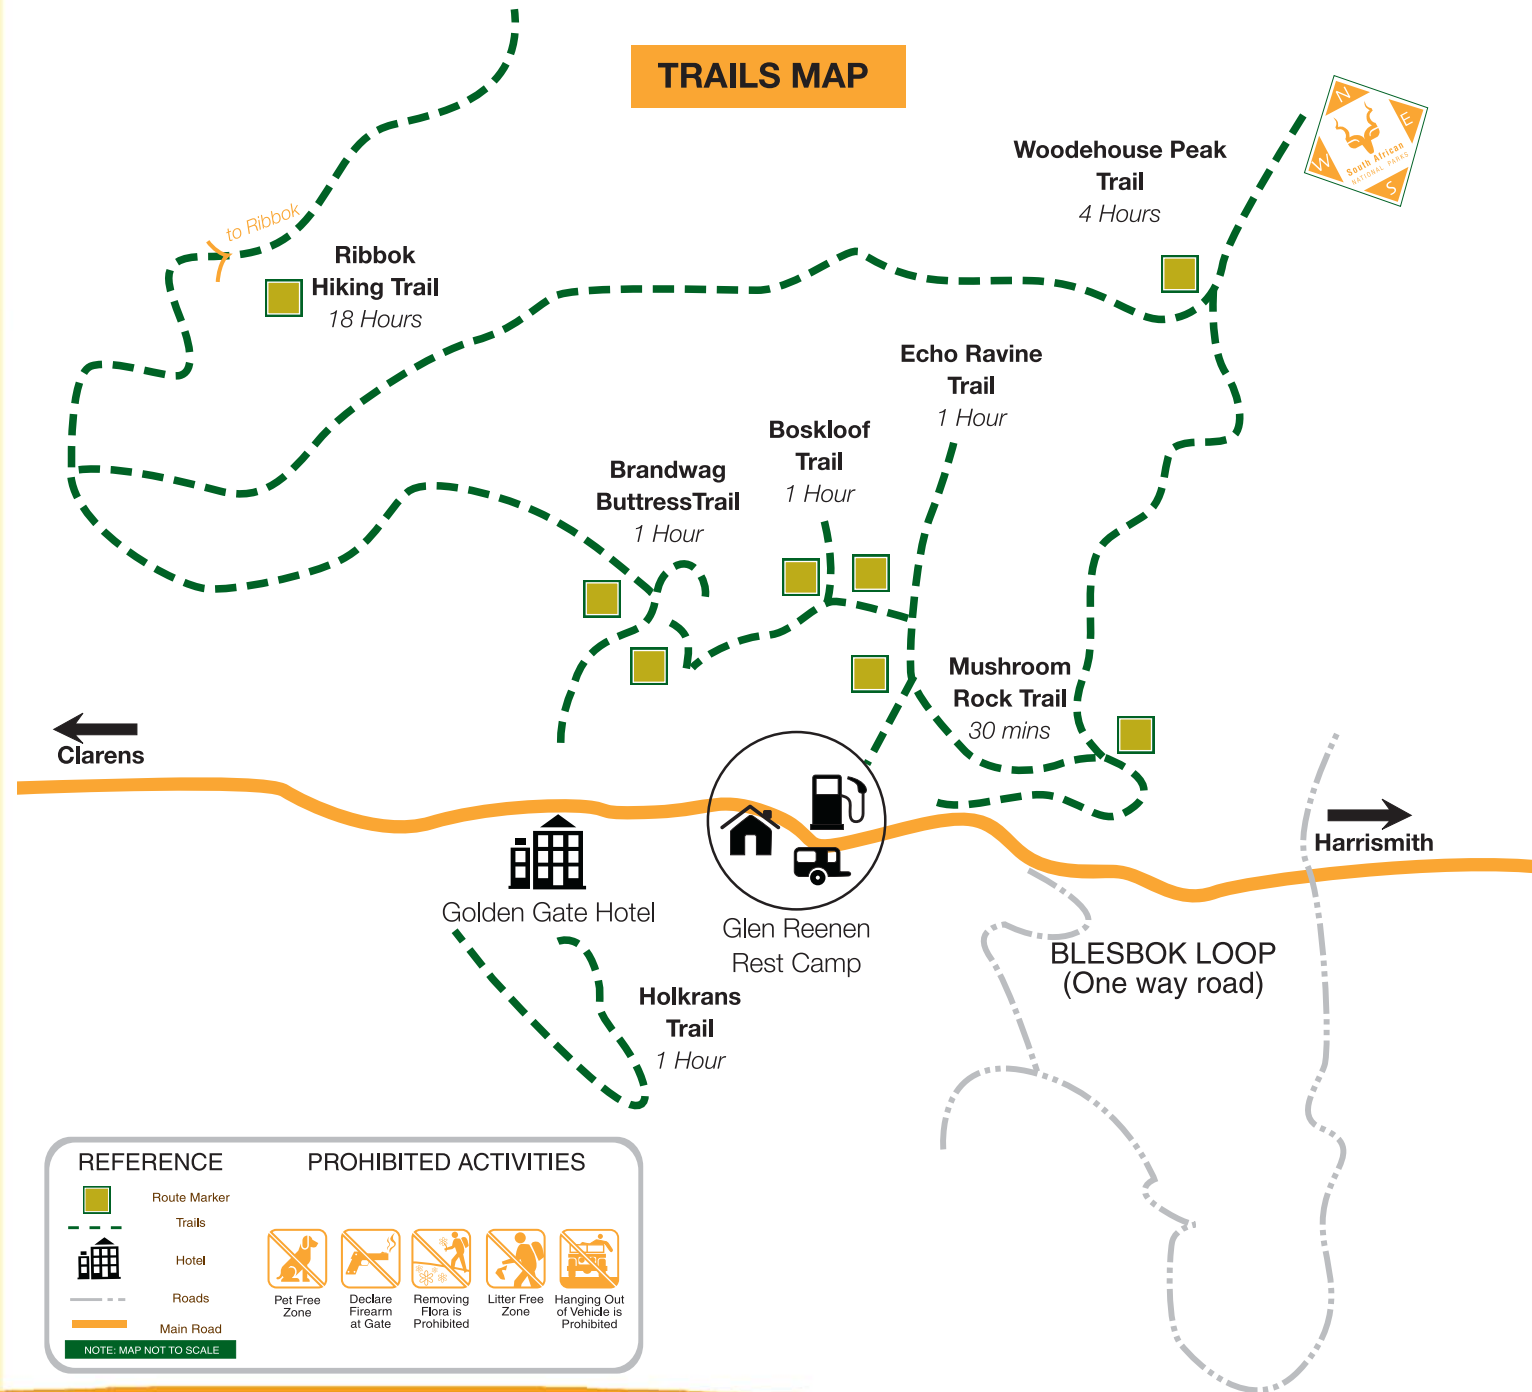 TRAILS MAP
N
E
W
S
South African
NATIONAL PARKS
Woodehouse Peak
Trail
4 Hours
to Ribbok
Ribbok
Hiking Trail
18 Hours
Echo Ravine
Trail
1 Hour
Boskloof
Trail
1 Hour
Brandwag
ButtressTrail
1 Hour
Mushroom
Rock Trail
30 mins
Clarens
Harrismith
Golden Gate Hotel
Glen Reenen
Rest Camp
BLESBOK LOOP
(One way road)
Holkrans
Trail
1 Hour
REFERENCE
Route Marker
Trails
Hotel
Roads
Main Road
NOTE: MAP NOT TO SCALE
PROHIBITED ACTIVITIES
Pet Free
Zone
Declare
Firearm
at Gate
Removing
Flora is
Prohibited
Litter Free
Zone
Hanging Out
of Vehicle is
Prohibited